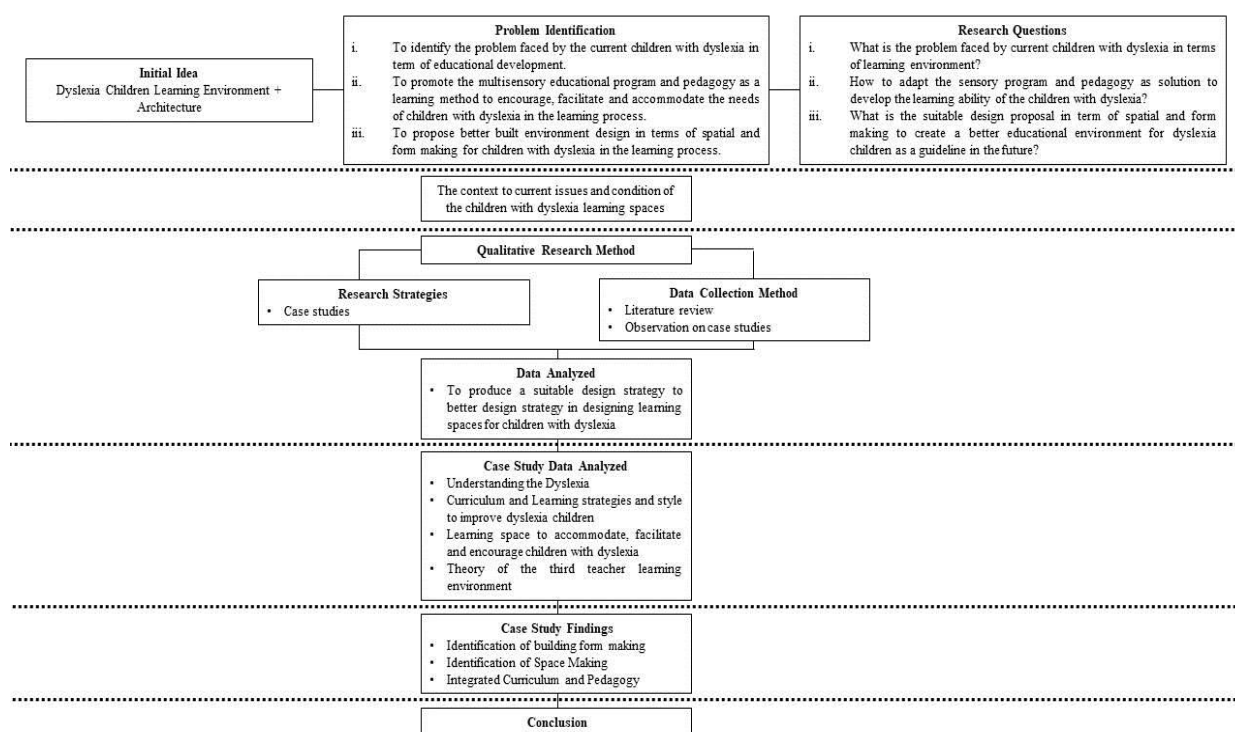 Initial Idea
Dyslexia Children Learning Environment +
Architecture
Problem Identification
i. To identify the problem faced by the current children with dyslexia in
term of educational development.
ii. To promote the multisensory educational program and pedagogy as a
learning method to encourage, facilitate and accommodate the needs
of children with dyslexia in the learning process.
iii. To propose better built environment design in terms of spatial and
form making for children with dyslexia in the learning process.
Research Questions
i. What is the problem faced by current children with dyslexia in terms
of learning environment?
ii. How to adapt the sensory program and pedagogy as solution to
develop the learning ability of the children with dyslexia?
iii. What is the suitable design proposal in term of spatial and form
making to create a better educational environment for dyslexia
children as a guideline in the future?
The context to current issues and condition of
the children with dyslexia learning spaces
Qualitative Research Method
Research Strategies
• Case studies
Data Collection Method
• Literature review
• Observation on case studies
Data Analyzed
• To produce a suitable design strategy to
better design strategy in designing learning
spaces for children with dyslexia
Case Study Data Analyzed
• Understanding the Dyslexia
• Curriculum and Learning strategies and style
to improve dyslexia children
• Learning space to accommodate, facilitate
and encourage children with dyslexia
• Theory of the third teacher learning
environment
Case Study Findings
• Identification of building form making
• Identification of Space Making
• Integrated Curriculum and Pedagogy
Conclusion